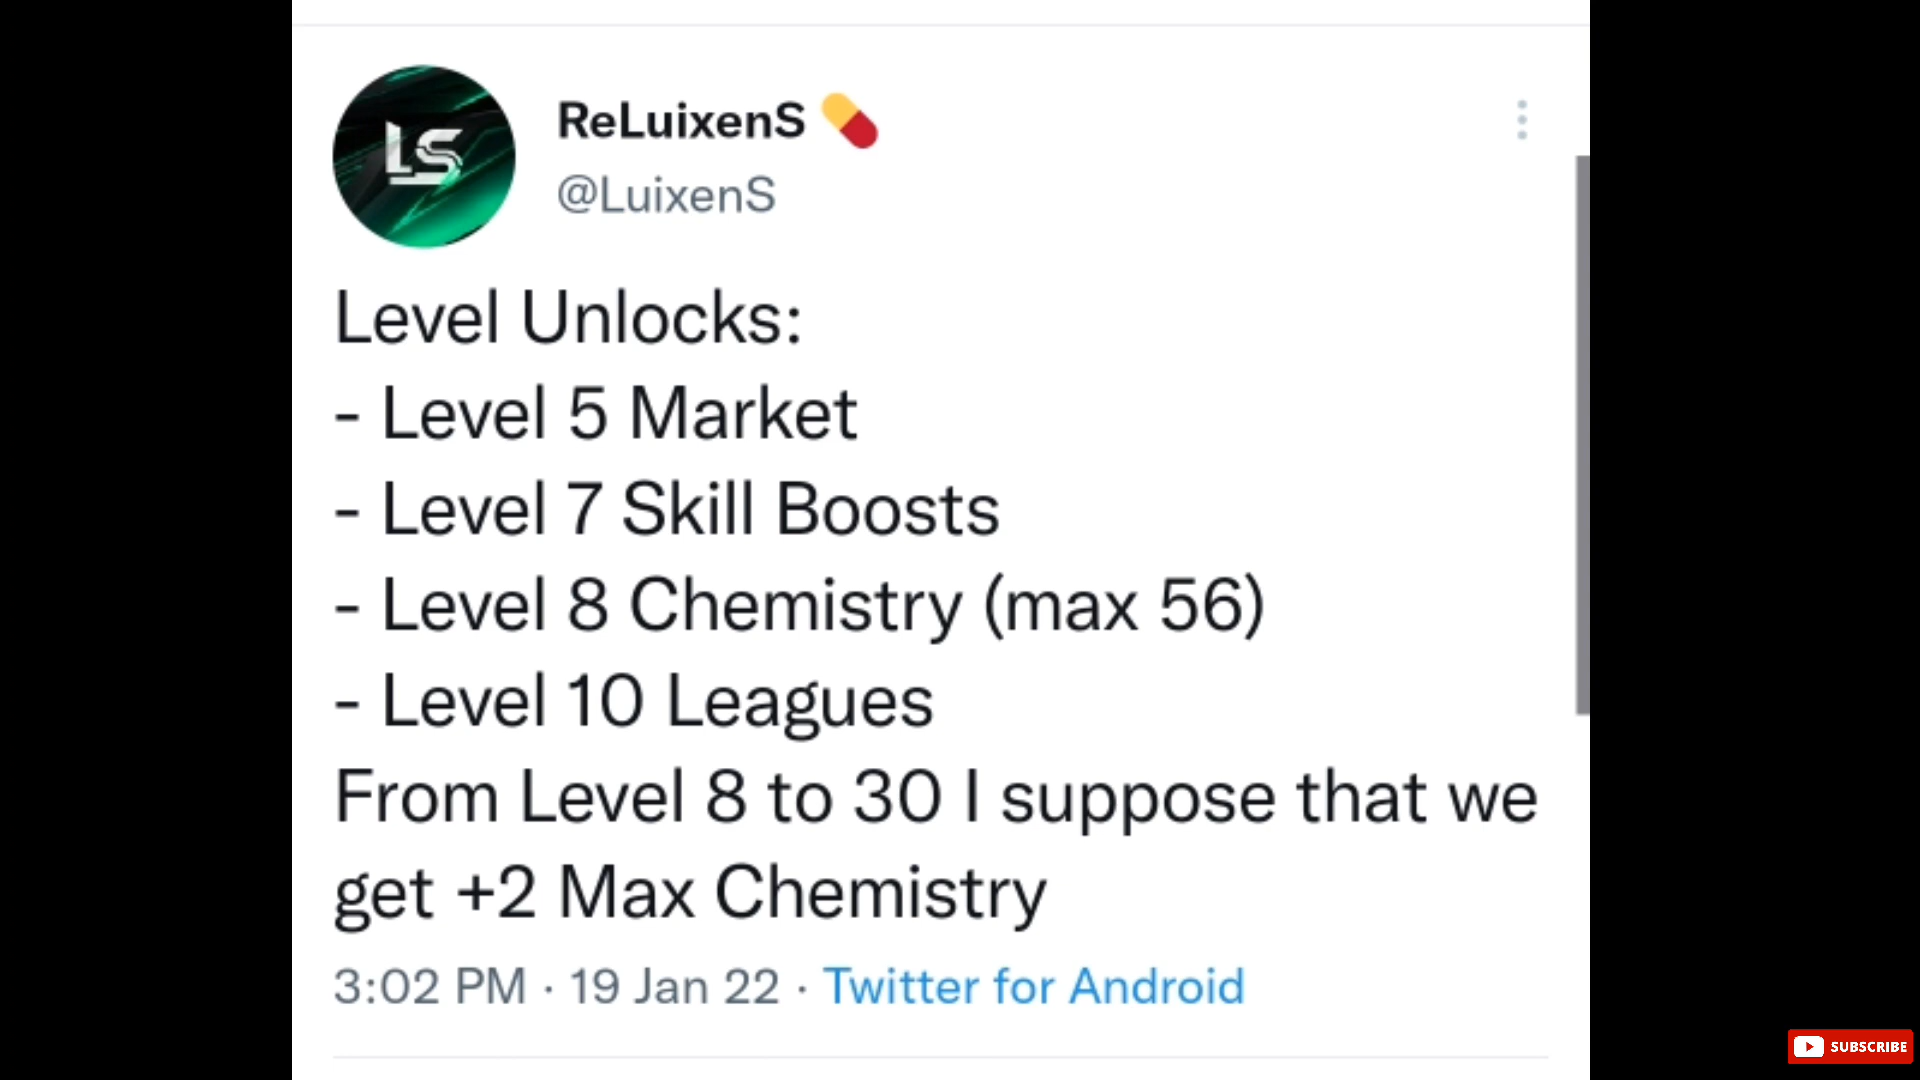 LS
ReLuixenS
@LuixenS
Level Unlocks:
- Level 5 Market
- Level 7 Skill Boosts
- Level 8 Chemistry (max 56)
- Level 10 Leagues
From Level 8 to 30 I suppose that we
get +2 Max Chemistry
3:02 PM · 19 Jan 22 · Twitter for Android
SUBSCRIBE